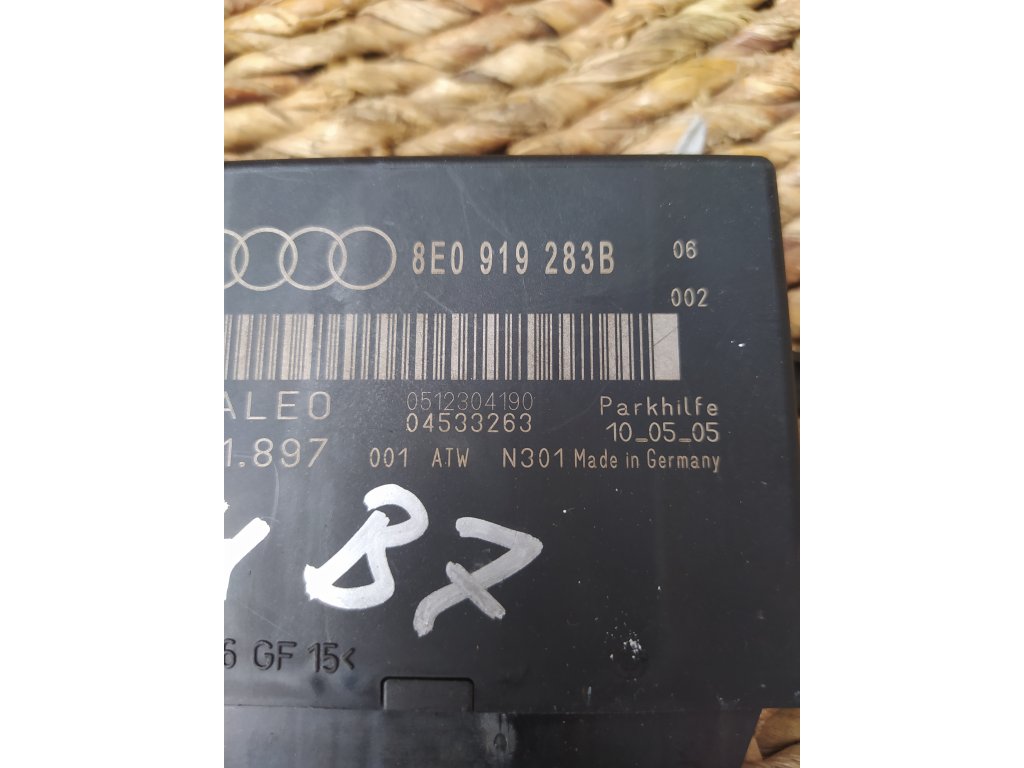 8E0 919 283B 06
002
ALEO 0512304190 Parkhilfe
04533263 10_05_05
1.897 001 ATW N301 Made in Germany
4 B7
6 GF 15<